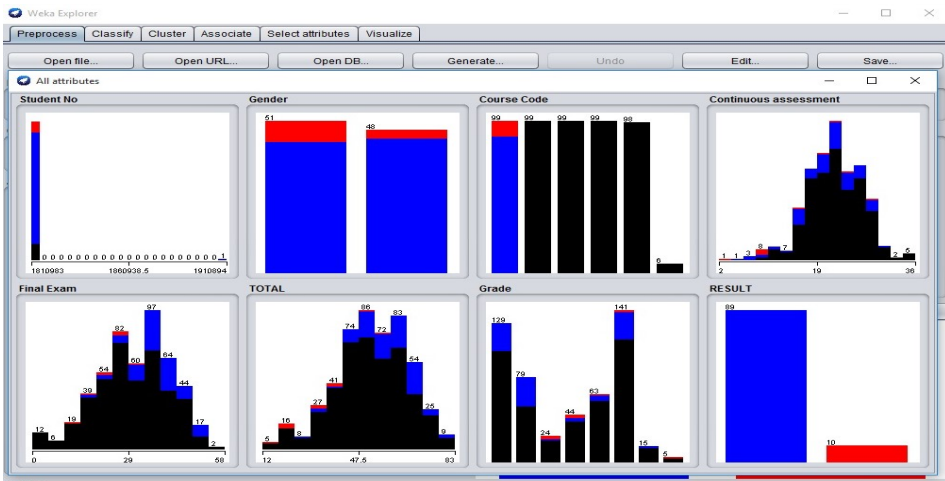 Weka Explorer
Preprocess Classify Cluster Associate Select attributes Visualize
Open file... Open URL... Open DB... Generate... Undo Edit... Save...
All attributes
Student No Gender Course Code Continuous assessment
51 48
99 99 99 99 98 6
1 1 3 8 7 2 5
0 0 0 0 0 0 0 0 0 0 0 0 0 0 0 0 0 0 0 1
1810983 1860938.5 1910894
2 19 36
Final Exam TOTAL Grade RESULT
12 6 19 39 54 82 60 97 64 44 17 2
0 29 58
5 16 8 27 41 74 86 72 83 54 25 9
12 47.5 83
129 79 24 44 63 141 15 5
89 10